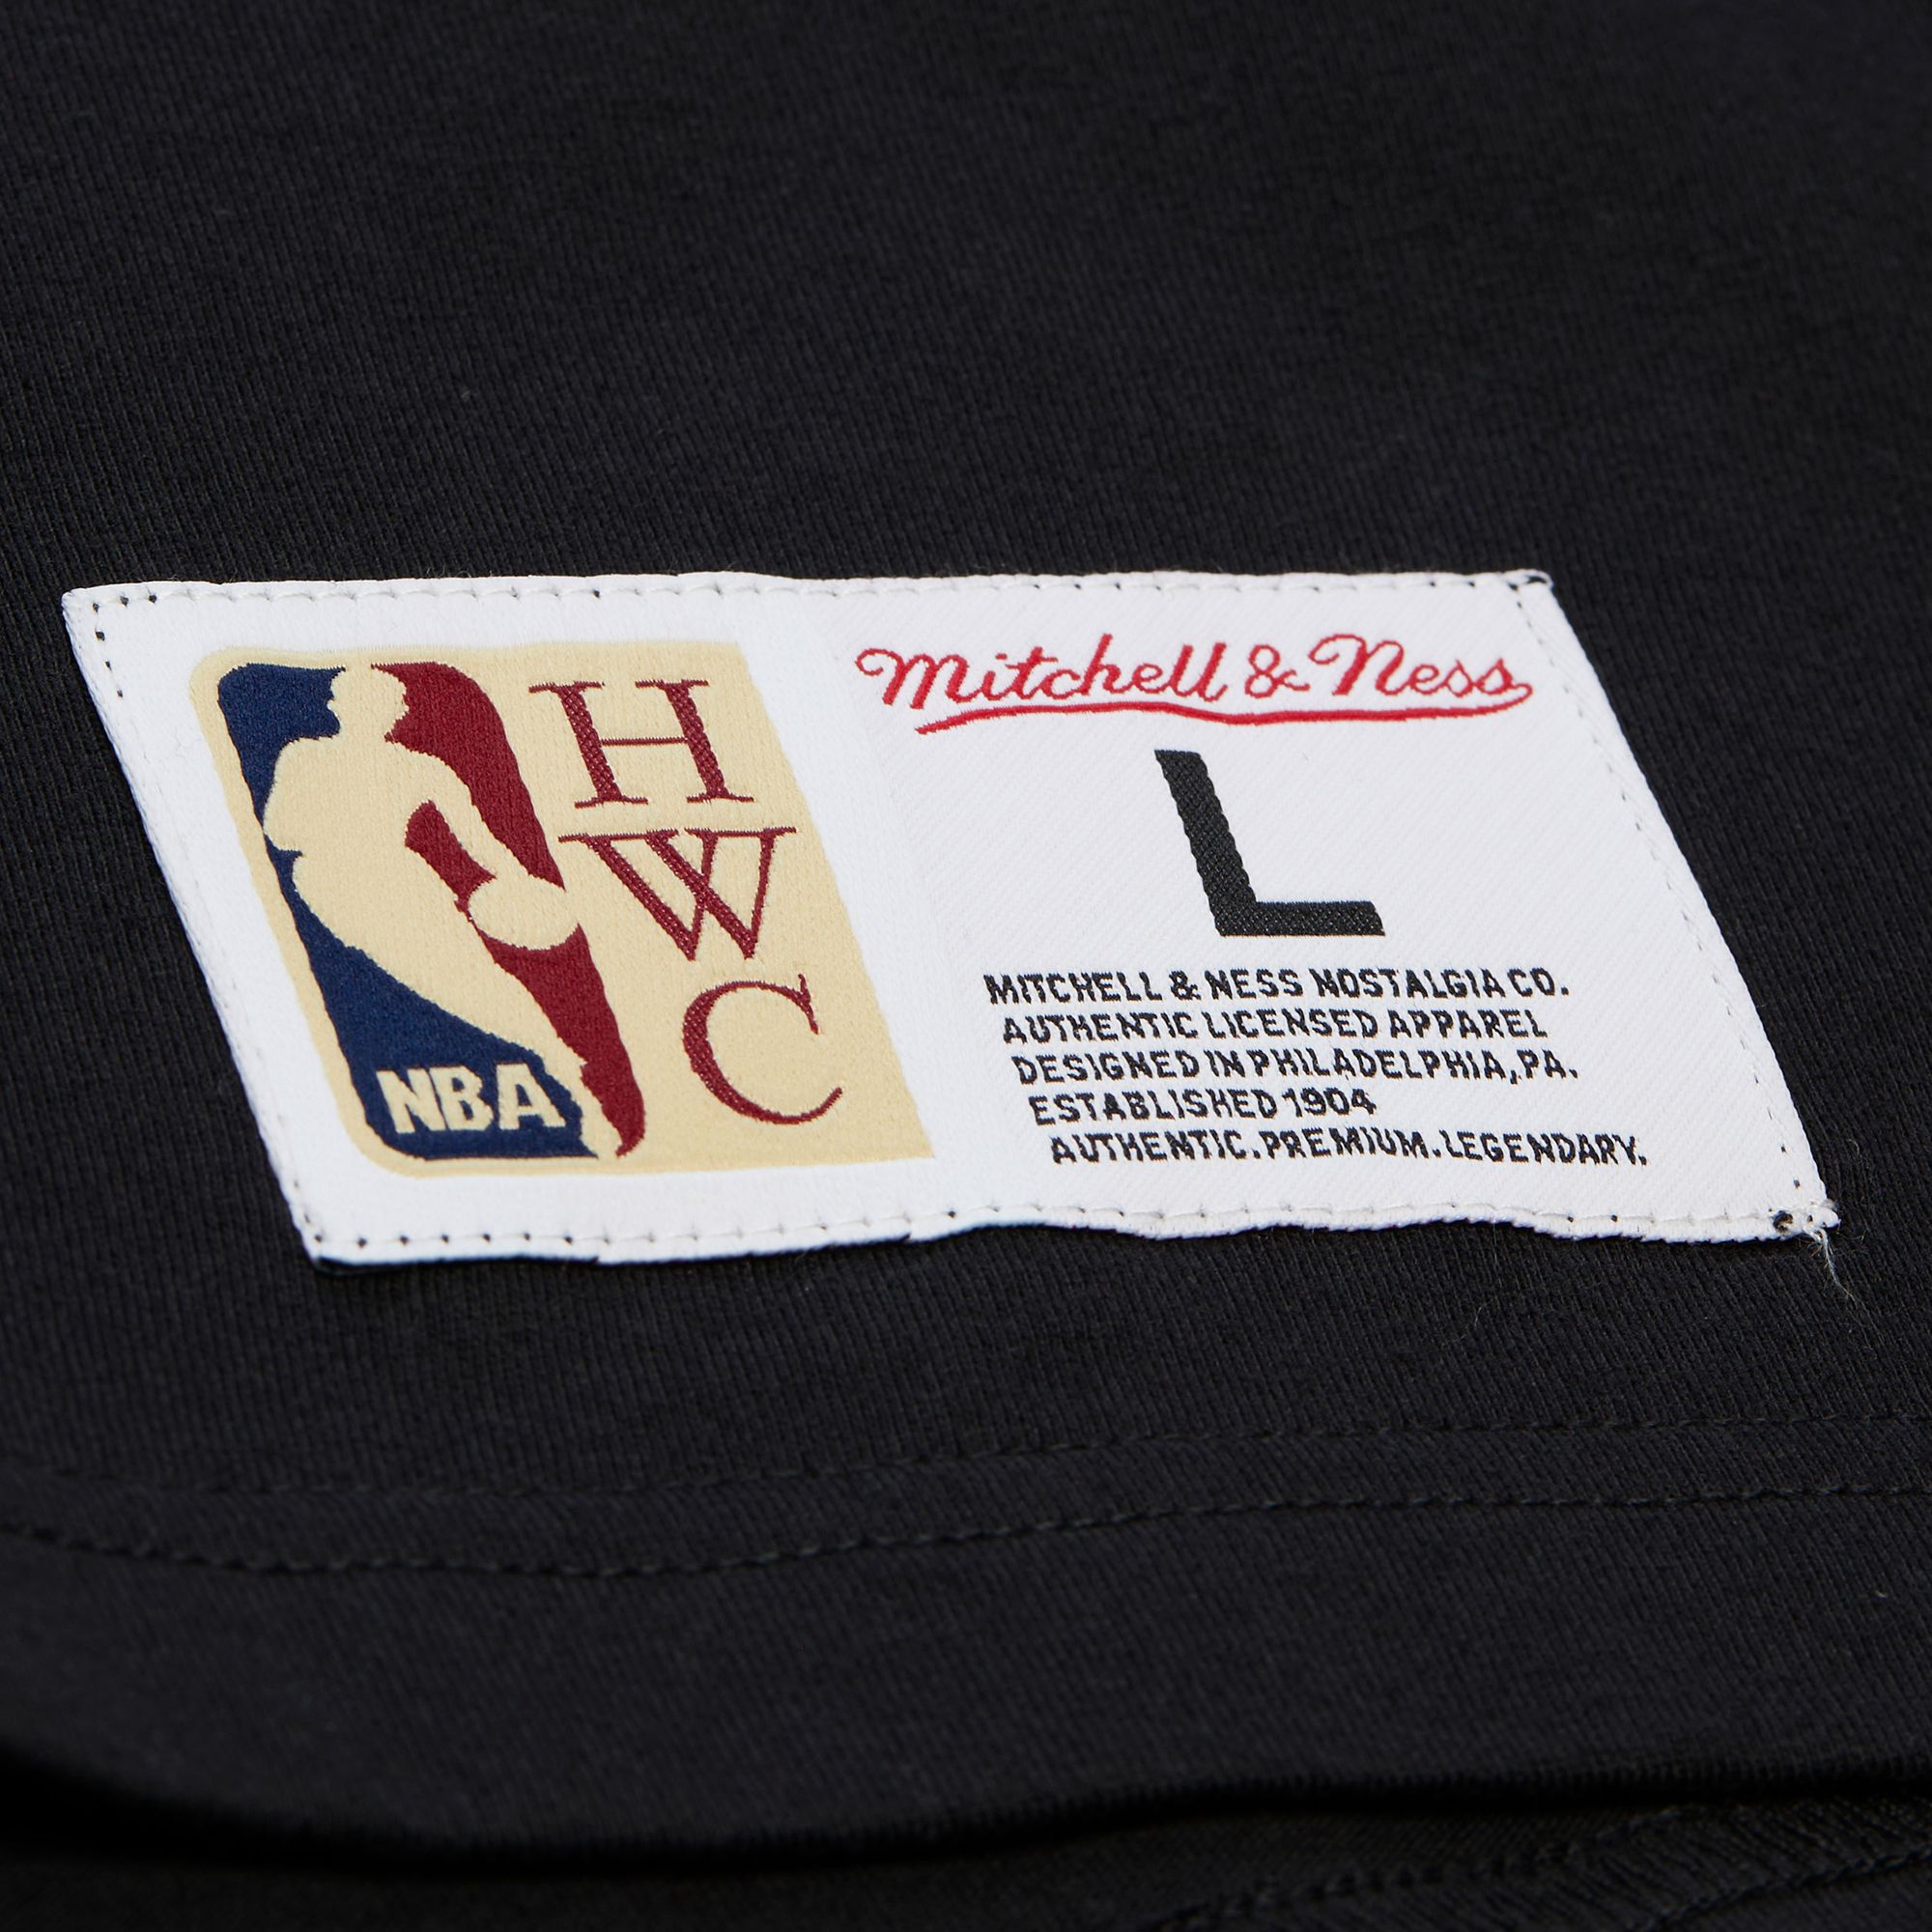 NBA
H
W
C
Mitchell & Ness
L
MITCHELL & NESS NOSTALGIA CO.
AUTHENTIC LICENSED APPAREL
DESIGNED IN PHILADELPHIA, PA.
ESTABLISHED 1904
AUTHENTIC. PREMIUM. LEGENDARY.